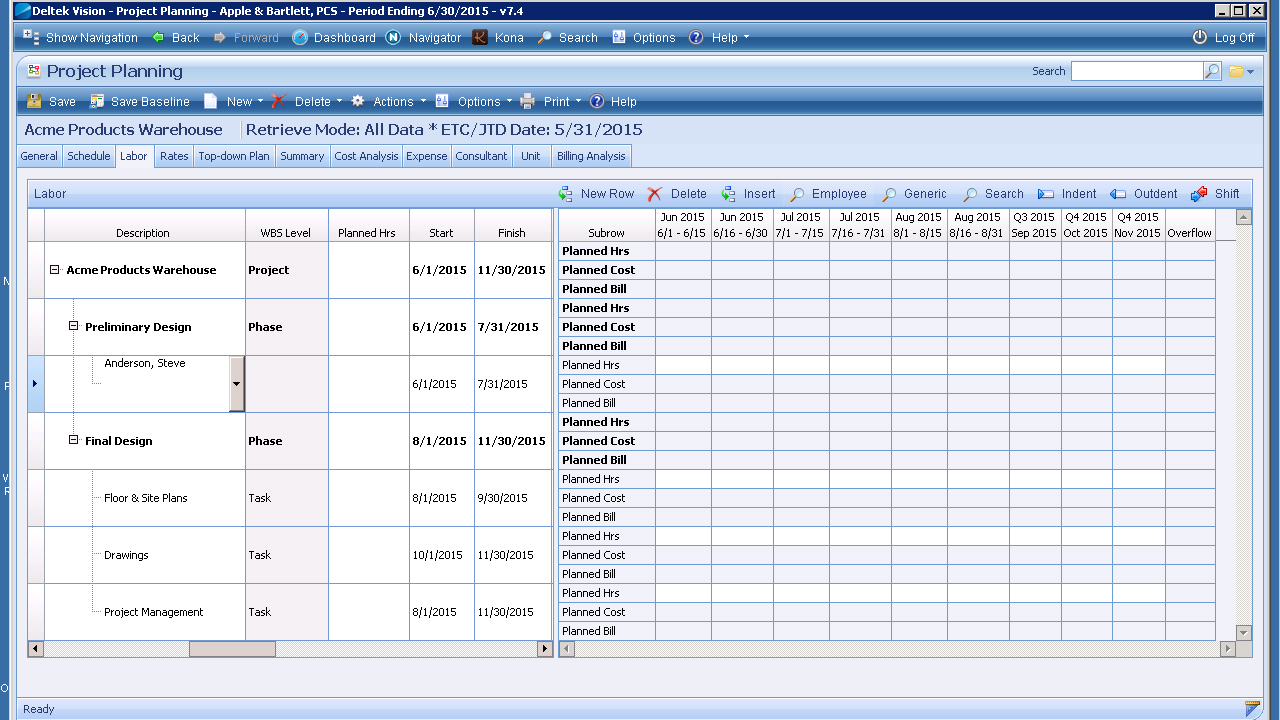 Deltek Vision - Project Planning - Apple & Bartlett, PCS - Period Ending 6/30/2015 - v7.4
Show Navigation Back Forward Dashboard Navigator Kona Search Options Help Log Off
Project Planning Search
Save Save Baseline New Delete Actions Options Print Help
Acme Products Warehouse Retrieve Mode: All Data * ETC/JTD Date: 5/31/2015
General Schedule Labor Rates Top-down Plan Summary Cost Analysis Expense Consultant Unit Billing Analysis
Labor New Row Delete Insert Employee Generic Search Indent Outdent Shift
Jun 2015 Jun 2015 Jul 2015 Jul 2015 Aug 2015 Aug 2015 Q3 2015 Q4 2015 Q4 2015
Description WBS Level Planned Hrs Start Finish Subrow 6/1 - 6/15 6/16 - 6/30 7/1 - 7/15 7/16 - 7/31 8/1 - 8/15 8/16 - 8/31 Sep 2015 Oct 2015 Nov 2015 Overflow
Planned Hrs
Acme Products Warehouse Project 6/1/2015 11/30/2015 Planned Cost
Planned Bill
Planned Hrs
Preliminary Design Phase 6/1/2015 7/31/2015 Planned Cost
Planned Bill
Anderson, Steve Planned Hrs
6/1/2015 7/31/2015 Planned Cost
Planned Bill
Planned Hrs
Final Design Phase 8/1/2015 11/30/2015 Planned Cost
Planned Bill
Planned Hrs
Floor & Site Plans Task 8/1/2015 9/30/2015 Planned Cost
Planned Bill
Planned Hrs
Drawings Task 10/1/2015 11/30/2015 Planned Cost
Planned Bill
Planned Hrs
Project Management Task 8/1/2015 11/30/2015 Planned Cost
Planned Bill
Ready